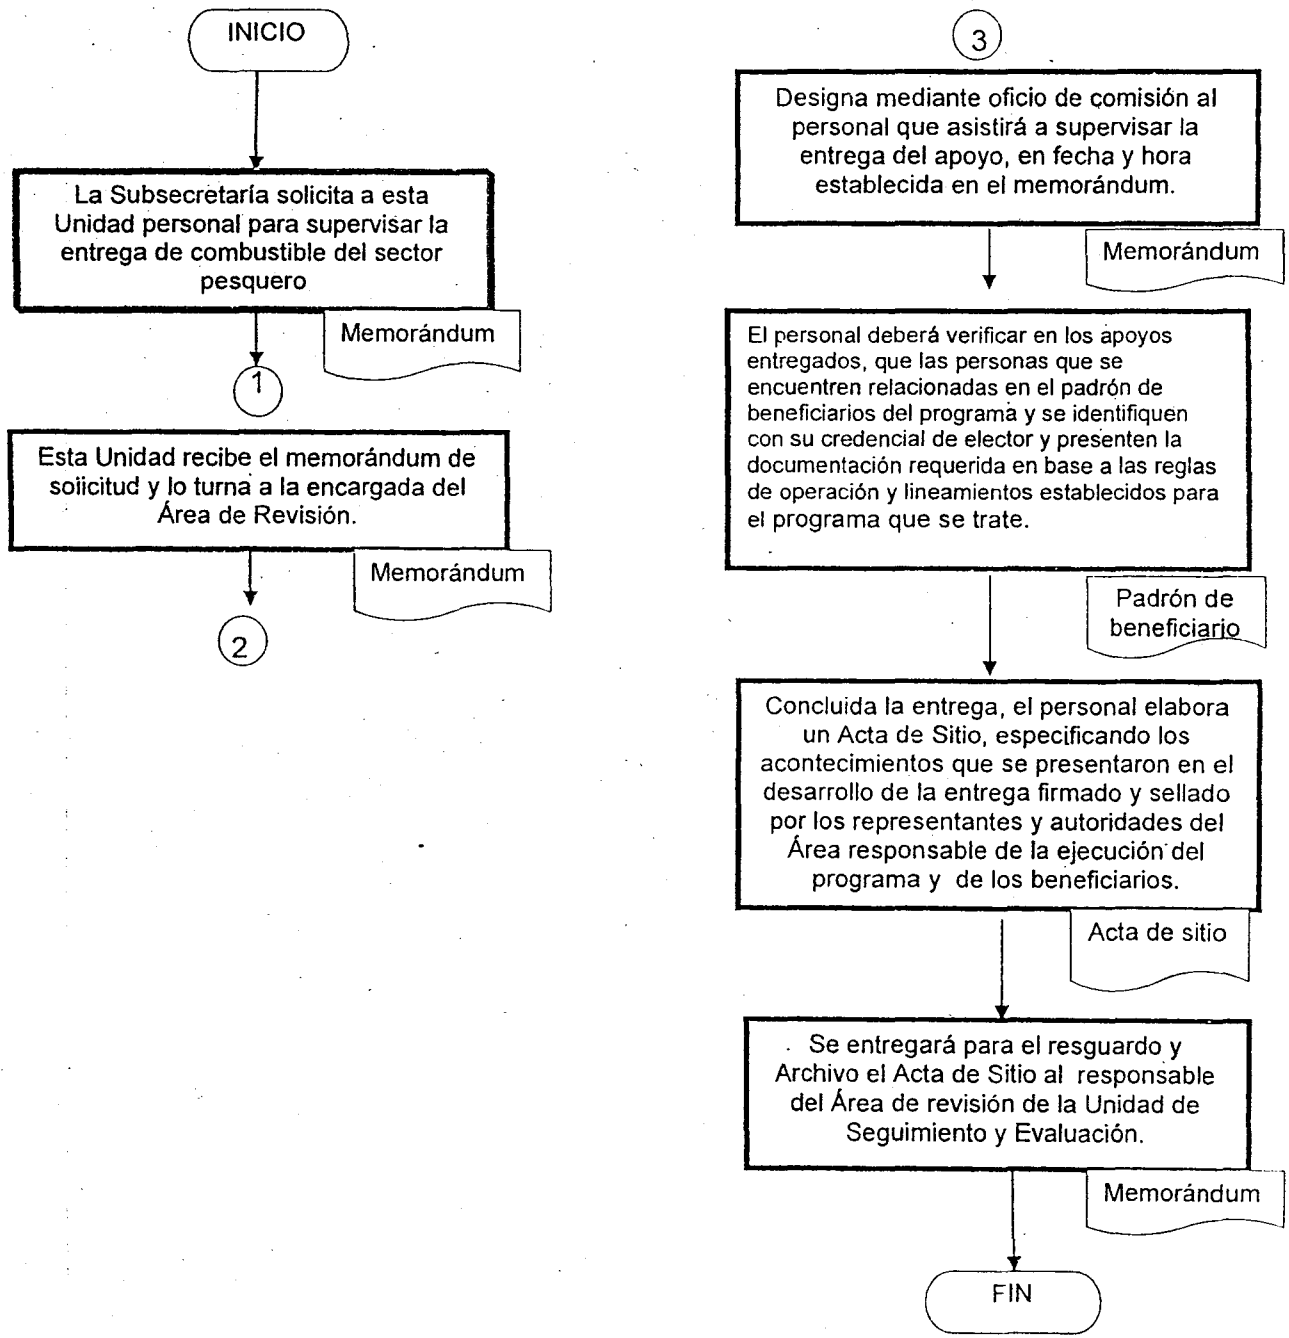 INICIO
La Subsecretaría solicita a esta
Unidad personal para supervisar la
entrega de combustible del sector
pesquero
Memorándum
1
Esta Unidad recibe el memorándum de
solicitud y lo turna a la encargada del
Área de Revisión.
Memorándum
2
3
Designa mediante oficio de comisión al
personal que asistirá a supervisar la
entrega del apoyo, en fecha y hora
establecida en el memorándum.
Memorándum
El personal deberá verificar en los apoyos
entregados, que las personas que se
encuentren relacionadas en el padrón de
beneficiarios del programa y se identifiquen
con su credencial de elector y presenten la
documentación requerida en base a las reglas
de operación y lineamientos establecidos para
el programa que se trate.
Padrón de
beneficiario
Concluida la entrega, el personal elabora
un Acta de Sitio, especificando los
acontecimientos que se presentaron en el
desarrollo de la entrega firmado y sellado
por los representantes y autoridades del
Área responsable de la ejecución del
programa y de los beneficiarios.
Acta de sitio
Se entregará para el resguardo y
Archivo el Acta de Sitio al responsable
del Área de revisión de la Unidad de
Seguimiento y Evaluación.
Memorándum
FIN